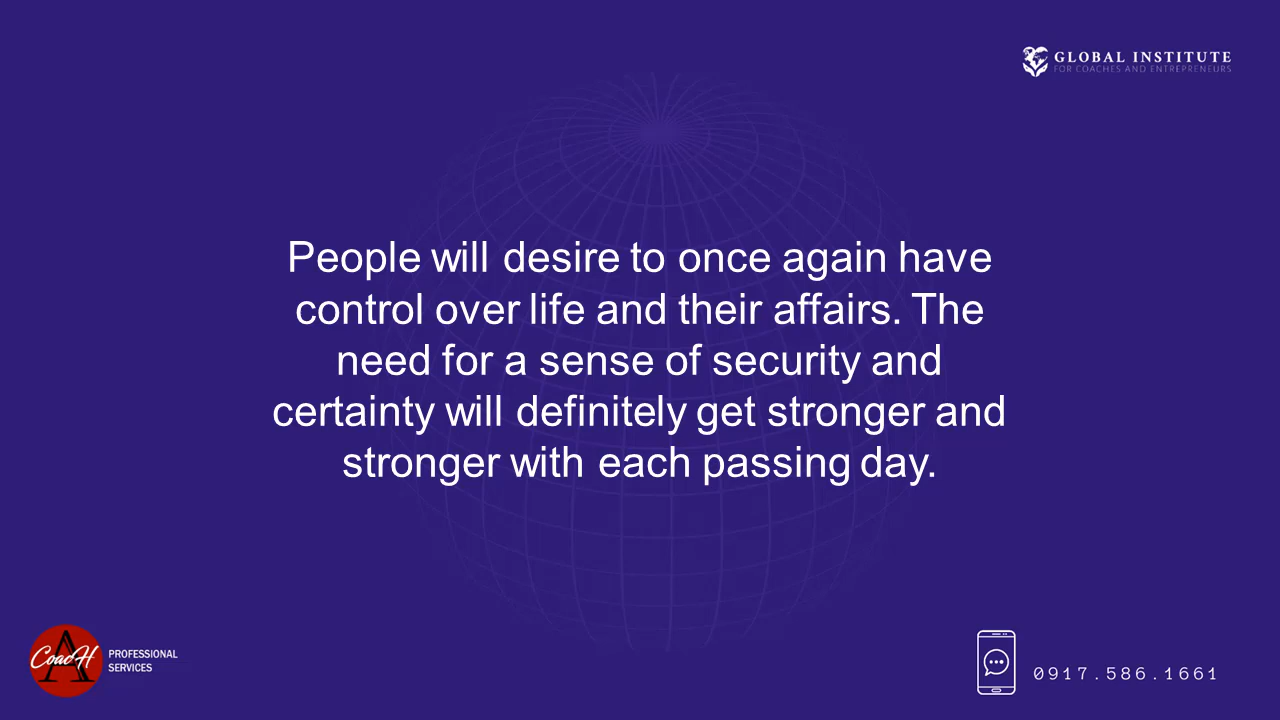 GLOBAL INSTITUTE
FOR COACHES AND ENTREPRENEURS
People will desire to once again have
control over life and their affairs. The
need for a sense of security and
certainty will definitely get stronger and
stronger with each passing day.
A
CoacH
PROFESSIONAL
SERVICES
0917.586.1661